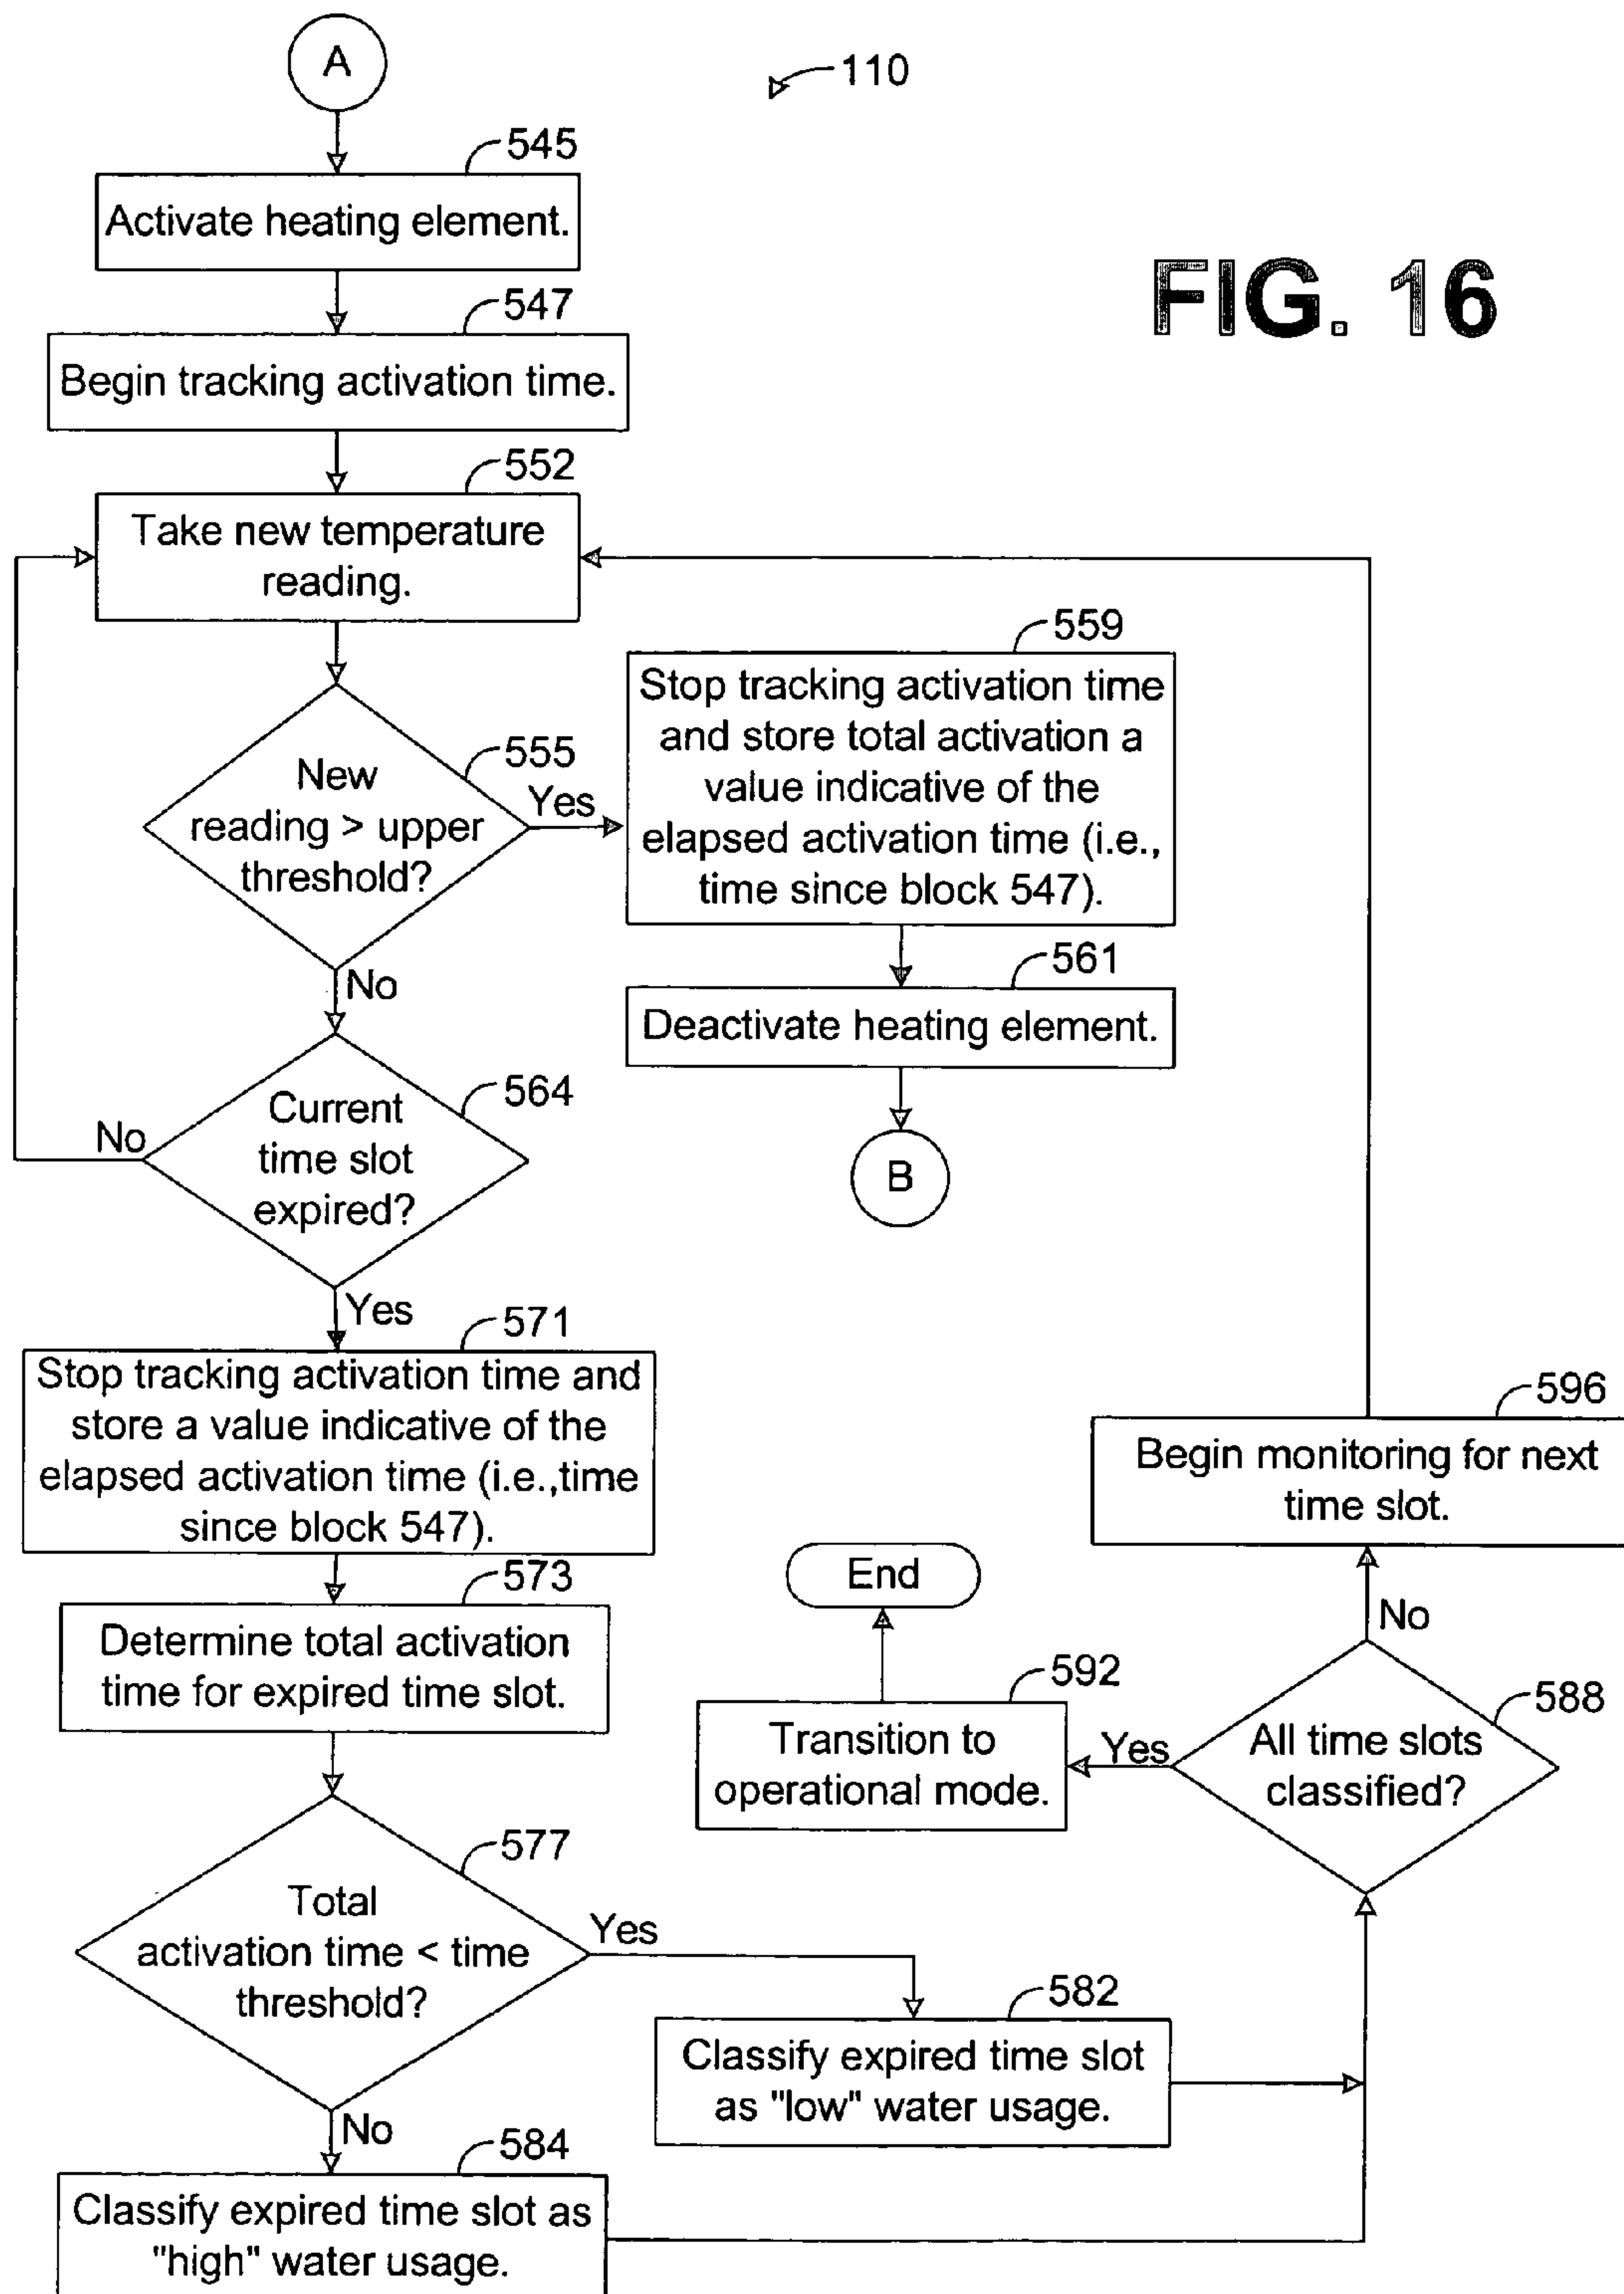 A
110
545
Activate heating element.
FIG. 16
547
Begin tracking activation time.
552
Take new temperature
reading.
559
Stop tracking activation time
and store total activation a
value indicative of the
elapsed activation time (i.e.,
time since block 547).
555
New
reading > upper
threshold?
Yes
No
561
Deactivate heating element.
B
564
Current
time slot
expired?
No
Yes
571
Stop tracking activation time and
store a value indicative of the
elapsed activation time (i.e.,time
since block 547).
573
Determine total activation
time for expired time slot.
577
Total
activation time < time
threshold?
Yes
No
582
Classify expired time slot
as "low" water usage.
584
Classify expired time slot as
"high" water usage.
588
All time slots
classified?
Yes
No
592
Transition to
operational mode.
End
596
Begin monitoring for next
time slot.